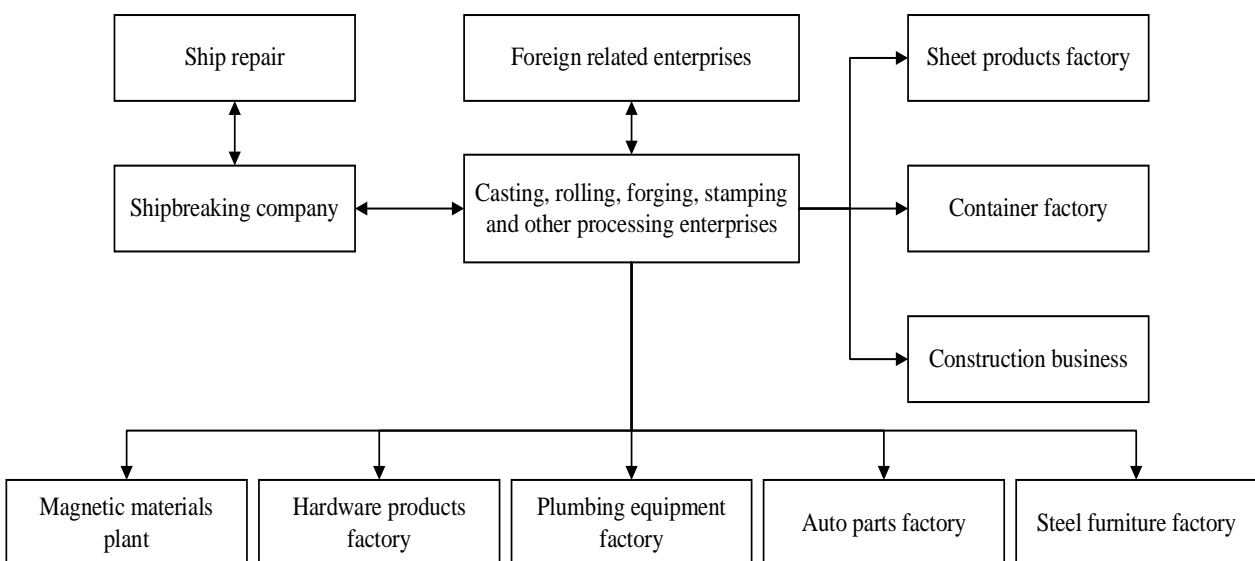 Ship repair
Foreign related enterprises
Sheet products factory
Shipbreaking company
Casting, rolling, forging, stamping
and other processing enterprises
Container factory
Construction business
Magnetic materials
plant
Hardware products
factory
Plumbing equipment
factory
Auto parts factory
Steel furniture factory